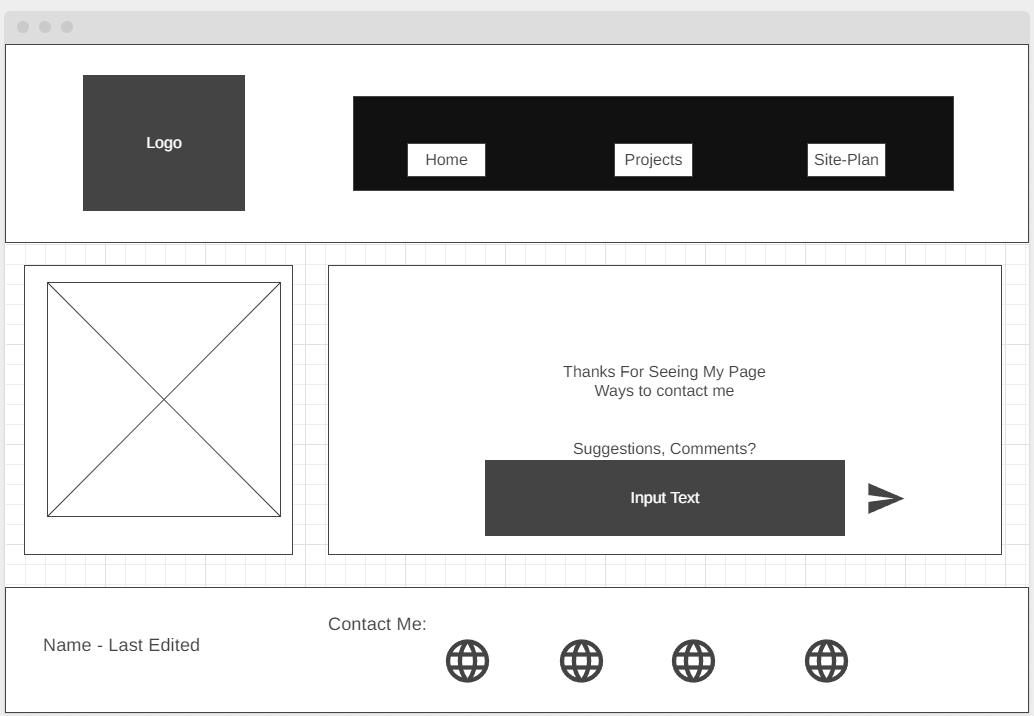 Logo
Home
Projects
Site-Plan
Thanks For Seeing My Page
Ways to contact me
Suggestions, Comments?
Input Text
Contact Me:
Name - Last Edited